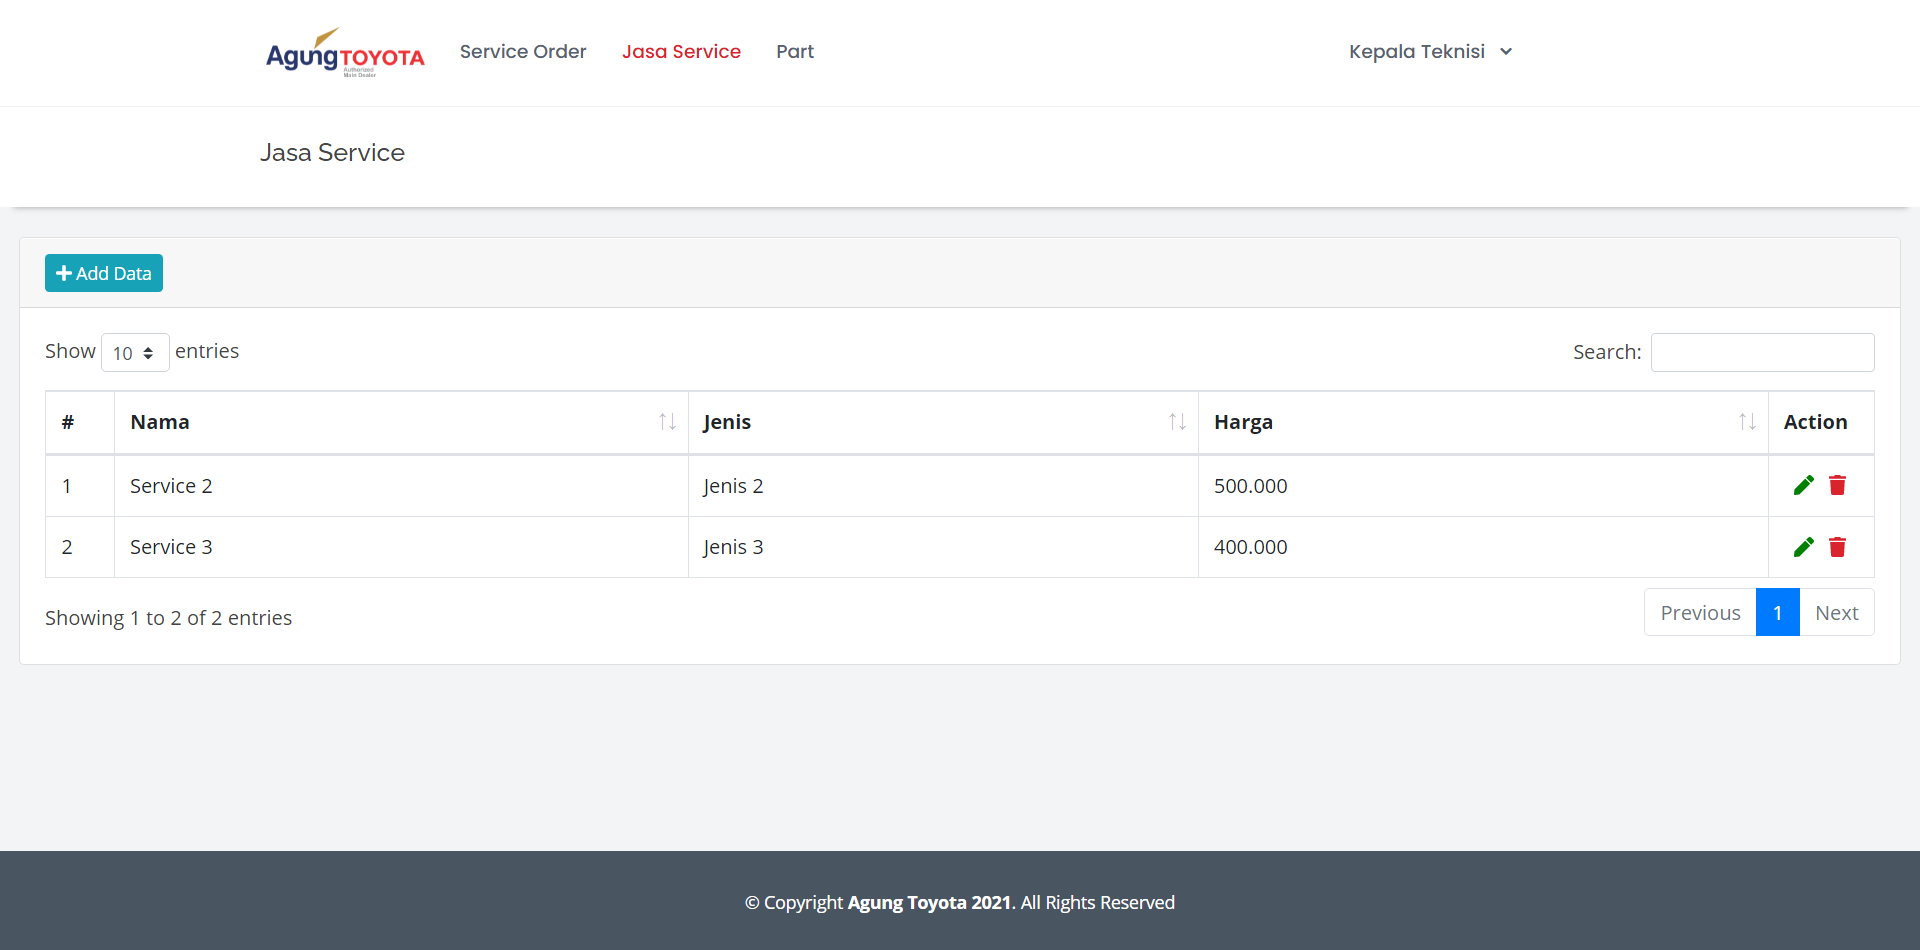 AgungTOYOTA
Authorized
Main Dealer
Service Order
Jasa Service
Part
Kepala Teknisi
Jasa Service
Add Data
Show 10 entries
Search:
# Nama Jenis Harga Action
1 Service 2 Jenis 2 500.000
2 Service 3 Jenis 3 400.000
Showing 1 to 2 of 2 entries
Previous 1 Next
© Copyright Agung Toyota 2021. All Rights Reserved